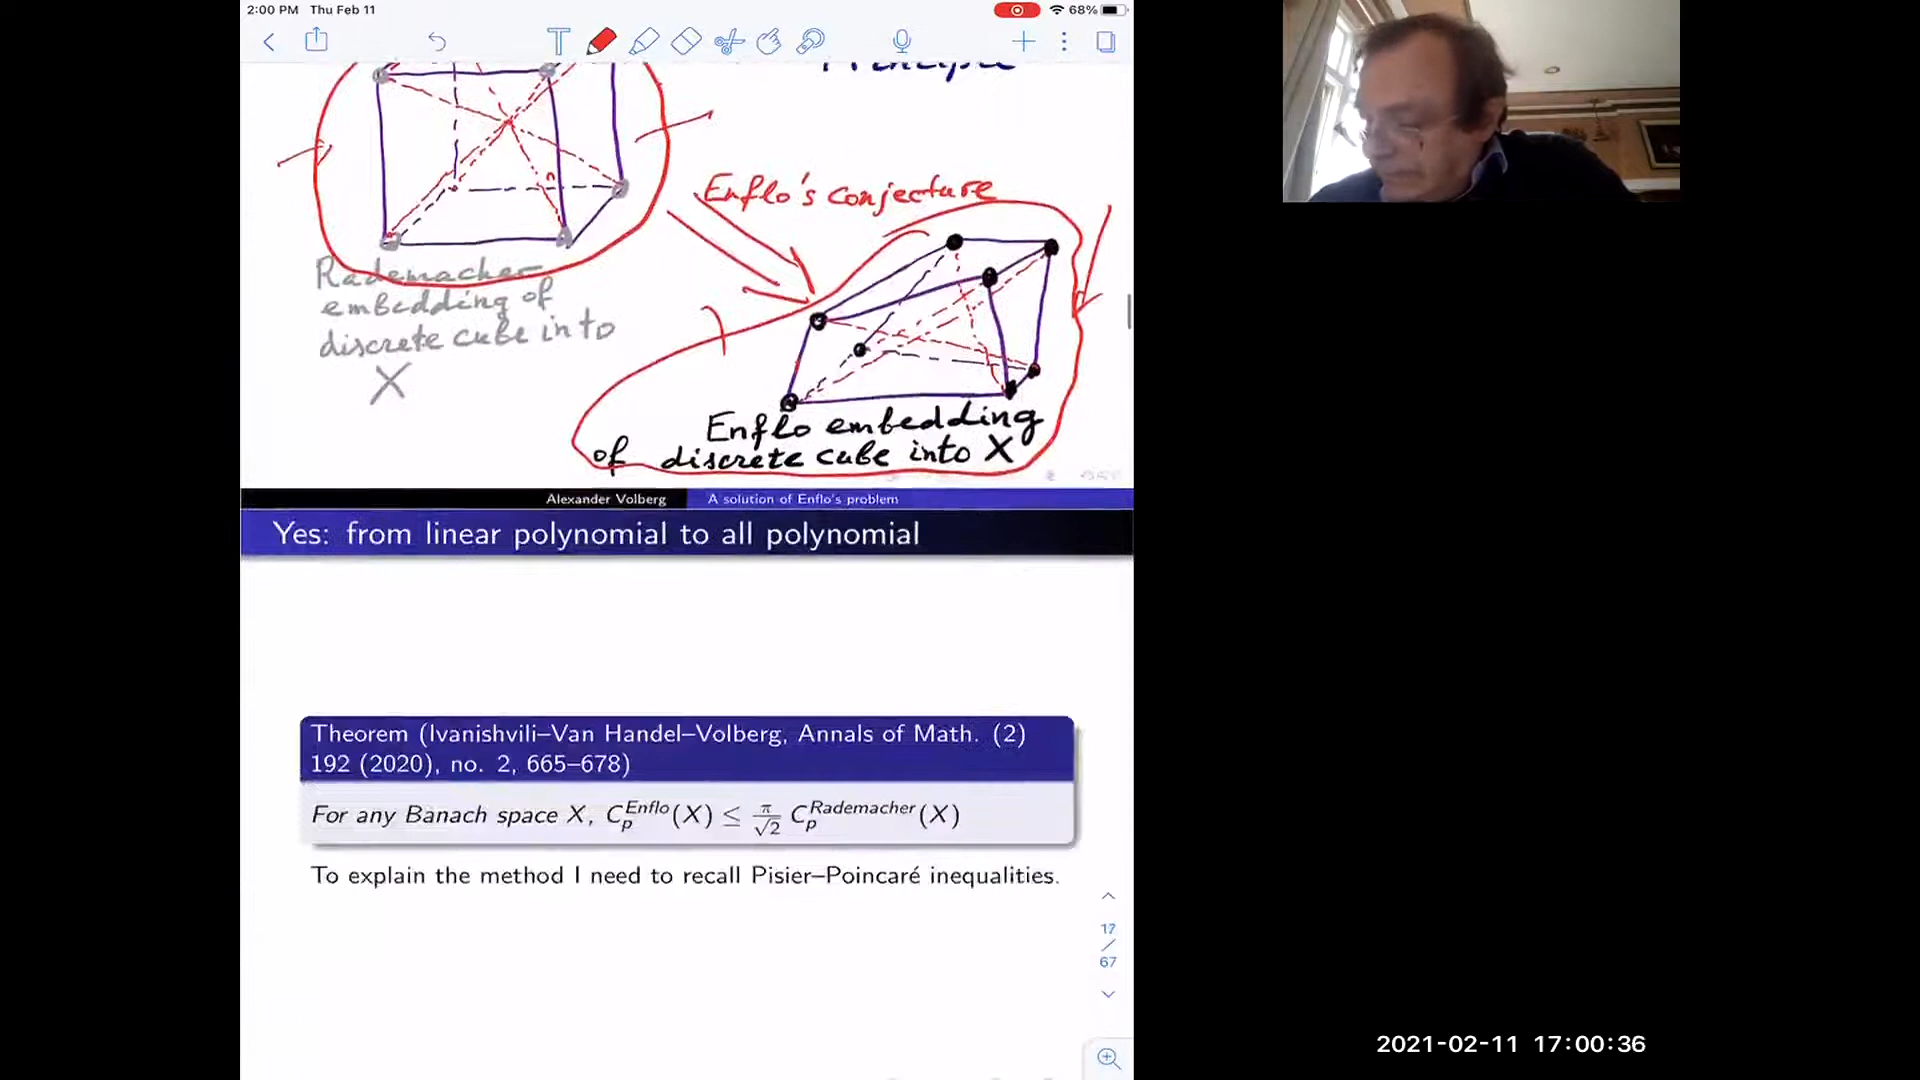 2:00 PM Thu Feb 11
68%
Enflo's conjecture
Rademacher
embedding of
discrete cube into
X
Enflo embedding
of discrete cube into X
Alexander Volberg A solution of Enflo's problem
Yes: from linear polynomial to all polynomial
Theorem (Ivanishvili–Van Handel–Volberg, Annals of Math. (2)
192 (2020), no. 2, 665–678)
For any Banach space X, C_p^{Enflo}(X) ≤ \frac{π}{√2} C_p^{Rademacher}(X)
To explain the method I need to recall Pisier–Poincaré inequalities.
17
/
67
2021-02-11 17:00:36